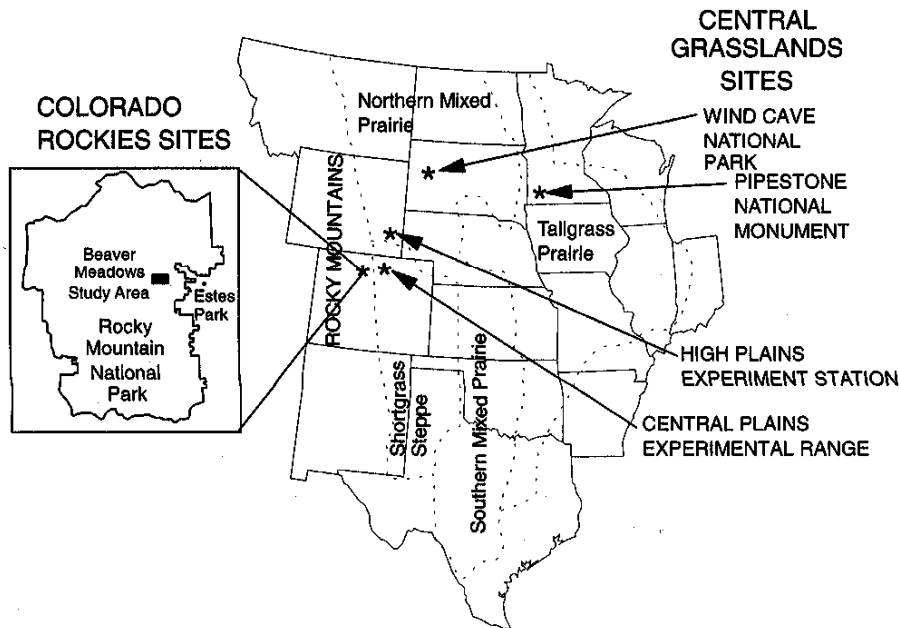 CENTRAL
GRASSLANDS
SITES
COLORADO
ROCKIES SITES
Northern Mixed
Prairie
WIND CAVE
NATIONAL
PARK
PIPESTONE
NATIONAL
MONUMENT
ROCKY MOUNTAINS
Tallgrass
Prairie
Beaver
Meadows
Study Area
Estes
Park
Rocky
Mountain
National
Park
HIGH PLAINS
EXPERIMENT STATION
Shortgrass
Steppe
Southern Mixed Prairie
CENTRAL PLAINS
EXPERIMENTAL RANGE